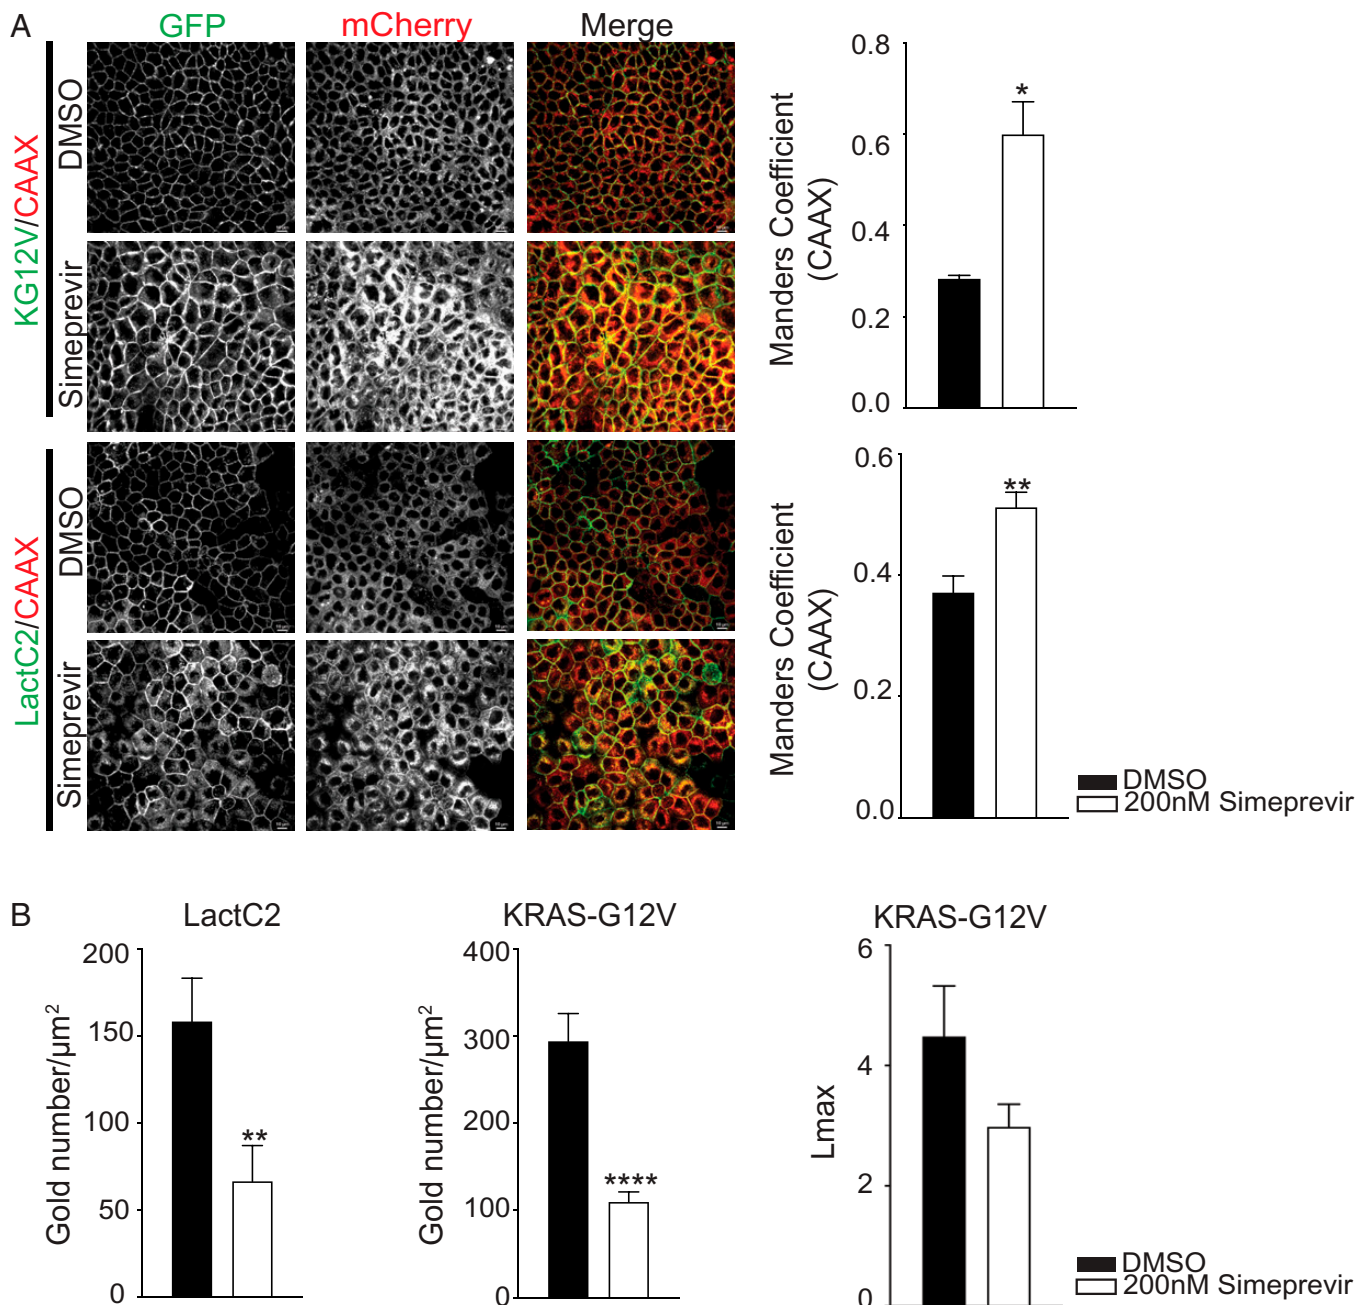 A
GFP
mCherry
Merge
KG12V/CAAX
DMSO
Simeprevir
LactC2/CAAX
DMSO
Simeprevir
Manders Coefficient
(CAAX)
0.8
0.6
0.4
0.2
0.0
*
Manders Coefficient
(CAAX)
0.6
0.4
0.2
0.0
**
DMSO
200nM Simeprevir
B
LactC2
Gold number/µm²
200
150
100
50
0
**
KRAS-G12V
Gold number/µm²
400
300
200
100
0
****
KRAS-G12V
Lmax
6
4
2
0
DMSO
200nM Simeprevir